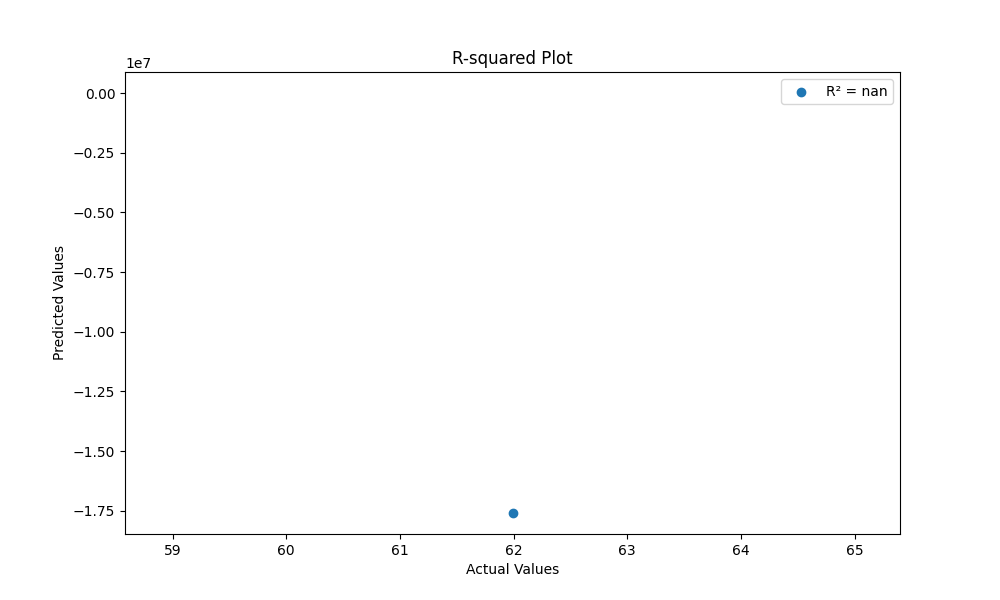 R-squared Plot
1e7
R² = nan
0.00
−0.25
−0.50
−0.75
−1.00
−1.25
−1.50
−1.75
Predicted Values
59 60 61 62 63 64 65
Actual Values